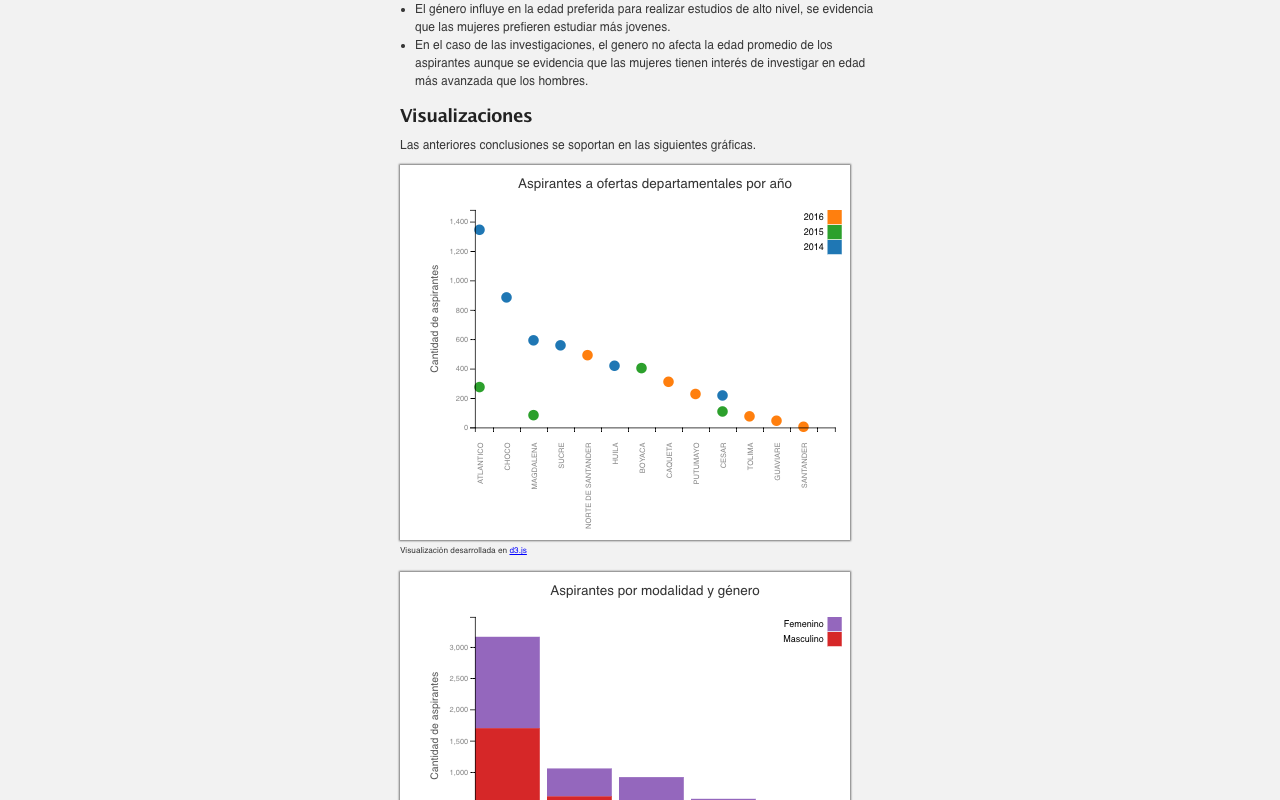 El género influye en la edad preferida para realizar estudios de alto nivel, se evidencia
que las mujeres prefieren estudiar más jovenes.
En el caso de las investigaciones, el genero no afecta la edad promedio de los
aspirantes aunque se evidencia que las mujeres tienen interés de investigar en edad
más avanzada que los hombres.
Visualizaciones
Las anteriores conclusiones se soportan en las siguientes gráficas.
Aspirantes a ofertas departamentales por año
2016
2015
2014
Cantidad de aspirantes
1,400
1,200
1,000
800
600
400
200
0
ATLANTICO
CHOCO
MAGDALENA
SUCRE
NORTE DE SANTANDER
HUILA
BOYACA
CAQUETA
PUTUMAYO
CESAR
TOLIMA
GUAVIARE
SANTANDER
Visualización desarrollada en d3.js
Aspirantes por modalidad y género
Femenino
Masculino
Cantidad de aspirantes
3,000
2,500
2,000
1,500
1,000